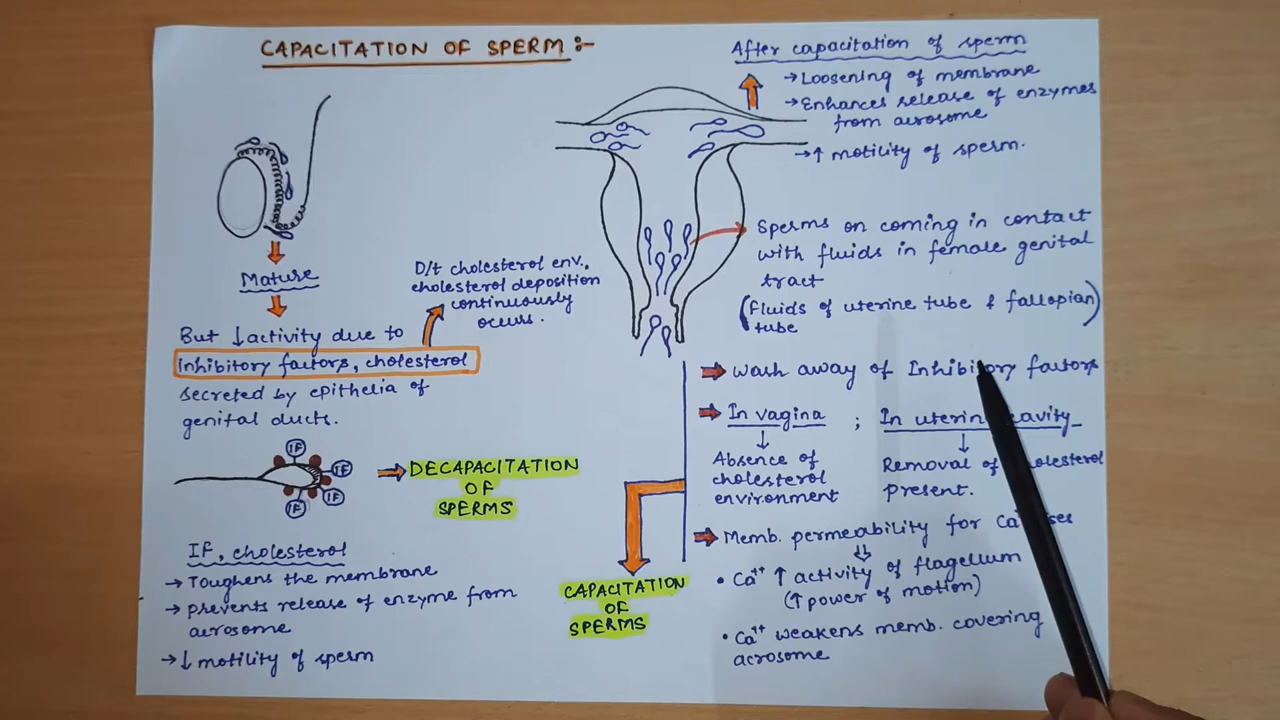 CAPACITATION OF SPERM :-
Mature
But ↓activity due to
inhibitory factors, cholesterol
secreted by epithelia of
genital ducts.
D/t cholesterol env.,
cholesterol deposition
continuously
occurs.
IF
IF
IF
IF
DECAPACITATION
OF
SPERMS
IF, cholesterol
→ Toughens the membrane
→ prevents release of enzyme from
acrosome
→ ↓ motility of sperm
After capacitation of sperm
→ Loosening of membrane
→ Enhances release of enzymes
from acrosome
→ ↑ motility of sperm.
Sperms on coming in contact
with fluids in female genital
tract
(Fluids of uterine tube & fallopian)
tube
wash away of Inhibitory factors
In vagina ; In uterine cavity
Absence of
cholesterol
environment
Removal of cholesterol
present.
Memb. permeability for Ca
• Ca++ ↑ activity of flagellum
(↑ power of motion)
• Ca++ weakens memb. covering
acrosome
CAPACITATION
OF
SPERMS